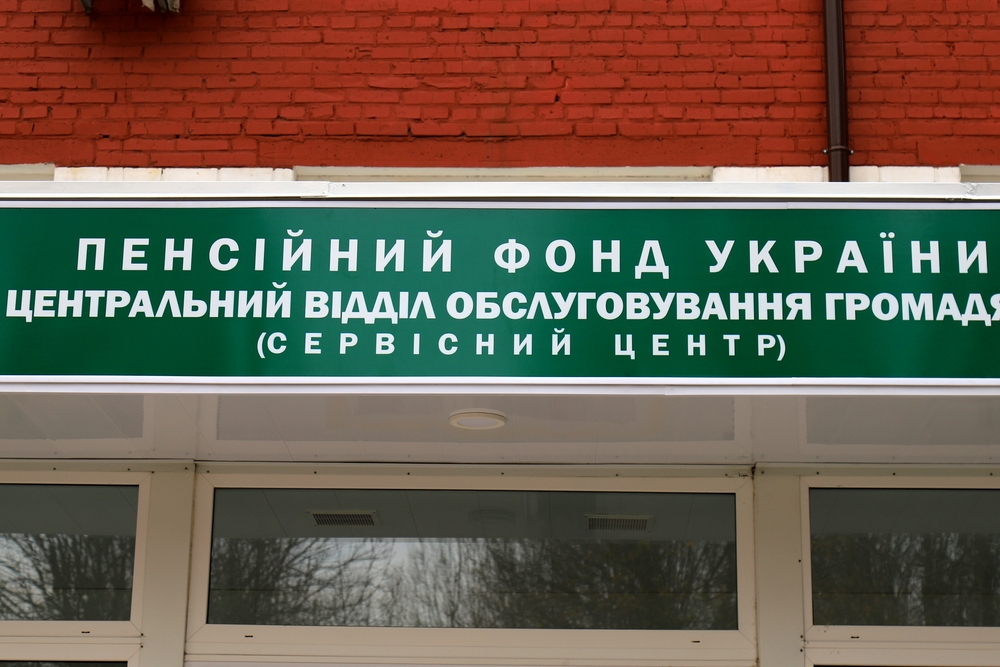 ПЕНСІЙНИЙ ФОНД УКРАЇНИ
ЦЕНТРАЛЬНИЙ ВІДДІЛ ОБСЛУГОВУВАННЯ ГРОМАДЯ
(СЕРВІСНИЙ ЦЕНТР)